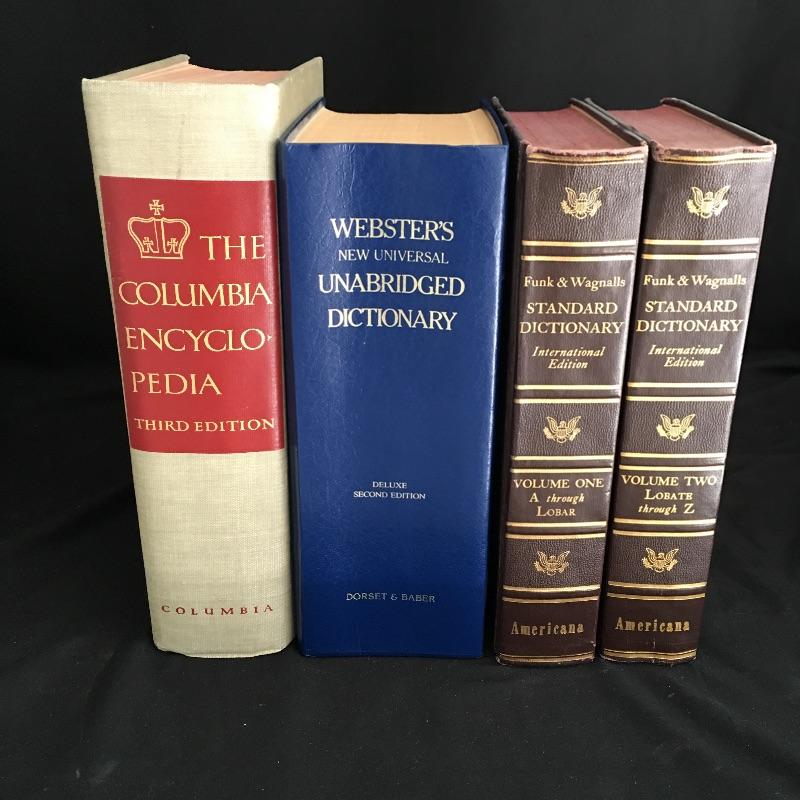 THE
COLUMBIA
ENCYCLO-
PEDIA
THIRD EDITION
COLUMBIA
WEBSTER'S
NEW UNIVERSAL
UNABRIDGED
DICTIONARY
DELUXE
SECOND EDITION
DORSET & BABER
Funk & Wagnalls
STANDARD
DICTIONARY
International
Edition
VOLUME ONE
A through
LOBAR
Americana
Funk & Wagnalls
STANDARD
DICTIONARY
International
Edition
VOLUME TWO
LOBATE
through Z
Americana